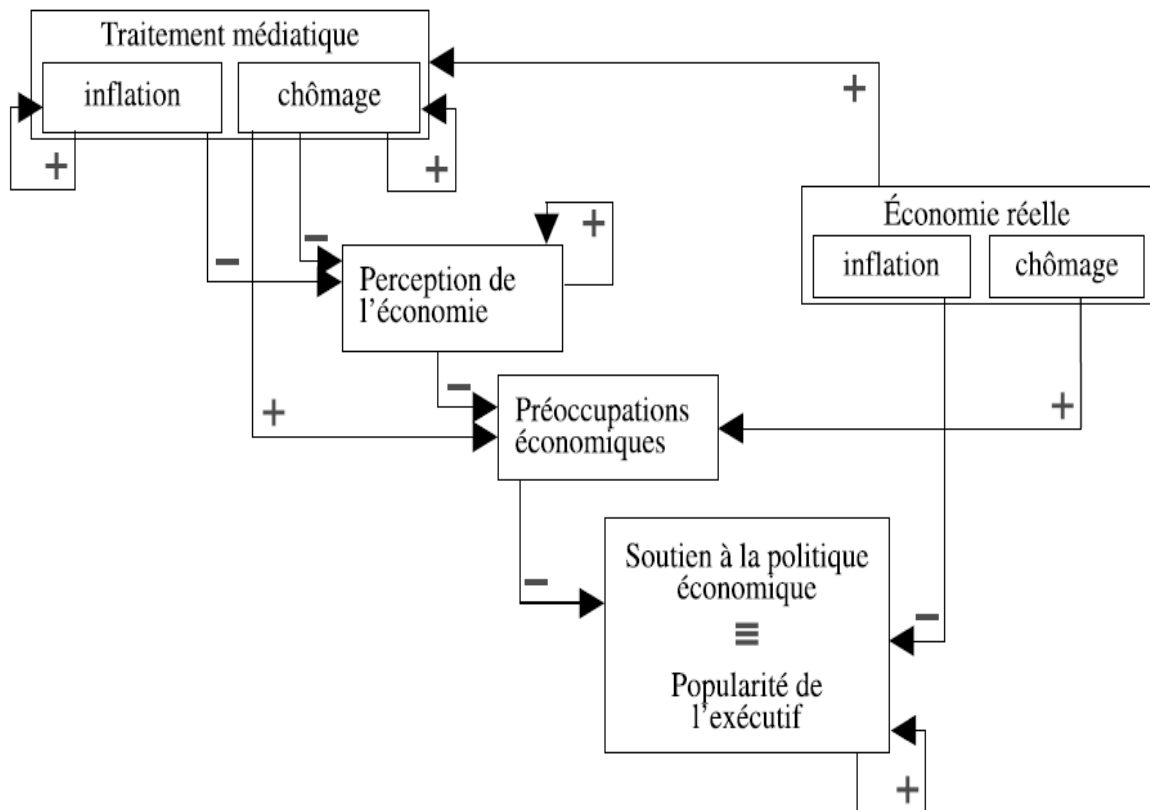 Traitement médiatique
inflation
chômage
+
+
+
Économie réelle
inflation
chômage
+
−
−
Perception de
l'économie
−
+
Préoccupations
économiques
+
−
Soutien à la politique
économique
≡
Popularité de
l'exécutif
−
+